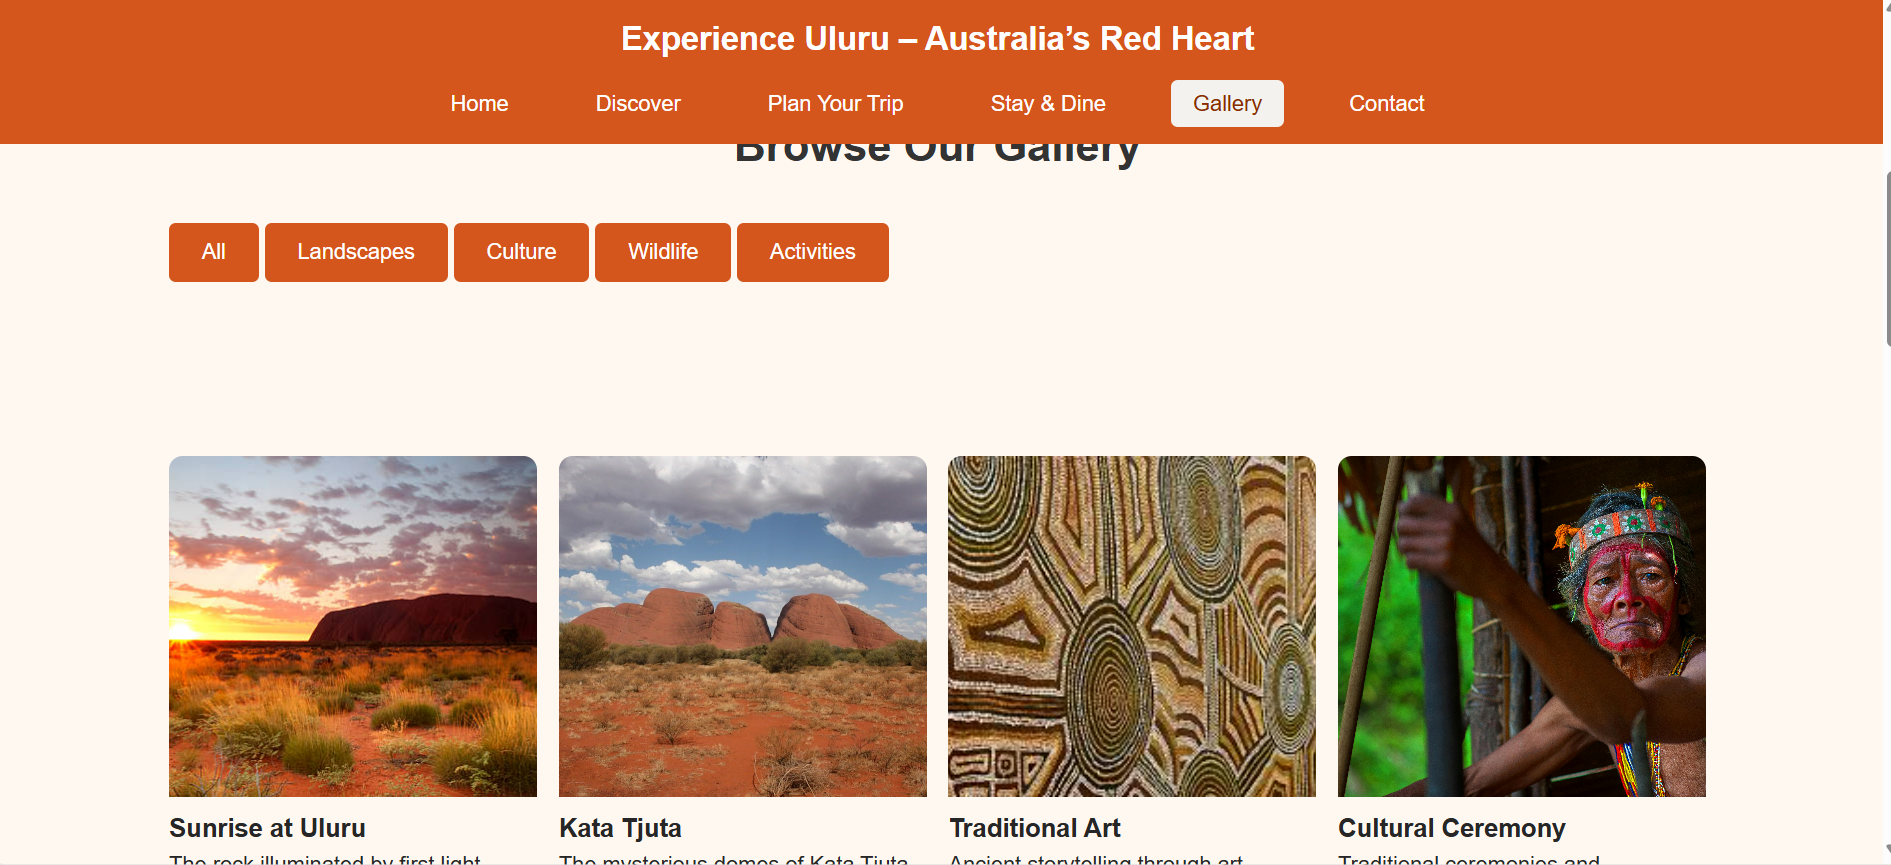 Experience Uluru – Australia’s Red Heart
Home Discover Plan Your Trip Stay & Dine Gallery Contact
Browse Our Gallery
All Landscapes Culture Wildlife Activities
Sunrise at Uluru
The rock illuminated by first light
Kata Tjuta
The mysterious domes of Kata Tjuta
Traditional Art
Ancient storytelling through art
Cultural Ceremony
Traditional ceremonies and